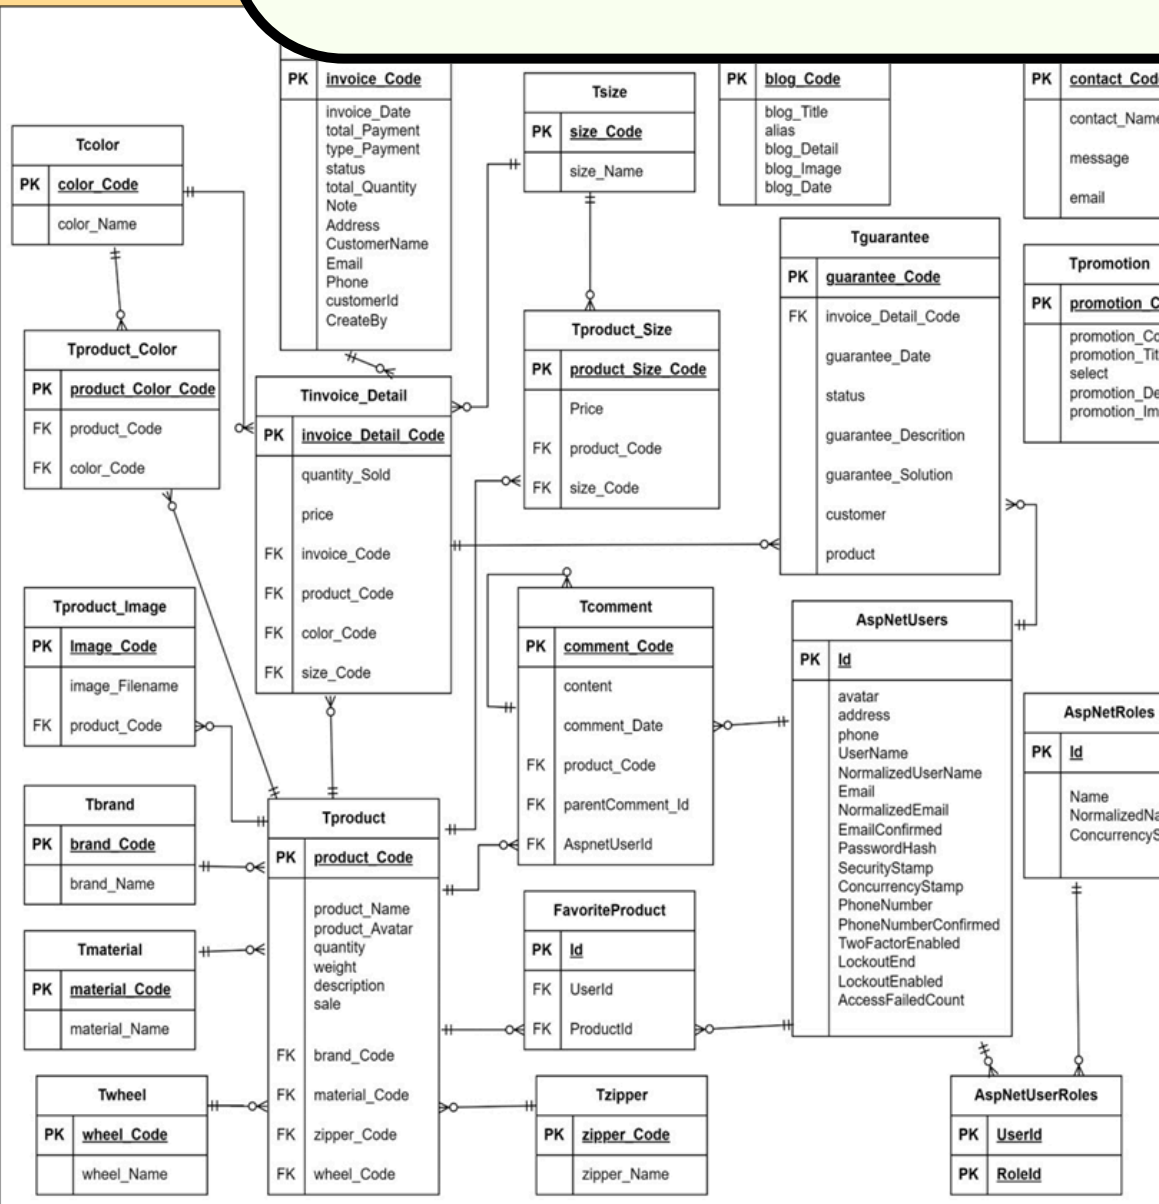 PK invoice_Code
invoice_Date
total_Payment
type_Payment
status
total_Quantity
Note
Address
CustomerName
Email
Phone
customerId
CreateBy
Tsize
PK size_Code
size_Name
PK blog_Code
blog_Title
alias
blog_Detail
blog_Image
blog_Date
PK
contact_Name
message
email
Tcolor
PK color_Code
color_Name
Tguarantee
PK guarantee_Code
FK invoice_Detail_Code
guarantee_Date
status
guarantee_Descrition
guarantee_Solution
customer
product
Tpromotion
PK
select
Tproduct_Color
PK product_Color_Code
FK product_Code
FK color_Code
Tinvoice_Detail
PK invoice_Detail_Code
quantity_Sold
price
FK invoice_Code
FK product_Code
FK color_Code
FK size_Code
Tproduct_Size
PK product_Size_Code
Price
FK product_Code
FK size_Code
Tproduct_Image
PK Image_Code
image_Filename
FK product_Code
Tcomment
PK comment_Code
content
comment_Date
FK product_Code
FK parentComment_Id
FK AspnetUserId
AspNetUsers
PK Id
avatar
address
phone
UserName
NormalizedUserName
Email
NormalizedEmail
EmailConfirmed
PasswordHash
SecurityStamp
ConcurrencyStamp
PhoneNumber
PhoneNumberConfirmed
TwoFactorEnabled
LockoutEnd
LockoutEnabled
AccessFailedCount
AspNetRoles
PK Id
Name
Tbrand
PK brand_Code
brand_Name
Tproduct
PK product_Code
product_Name
product_Avatar
quantity
weight
description
sale
FK brand_Code
FK material_Code
FK zipper_Code
FK wheel_Code
FavoriteProduct
PK Id
FK UserId
FK ProductId
Tmaterial
PK material_Code
material_Name
Twheel
PK wheel_Code
wheel_Name
Tzipper
PK zipper_Code
zipper_Name
AspNetUserRoles
PK UserId
PK RoleId